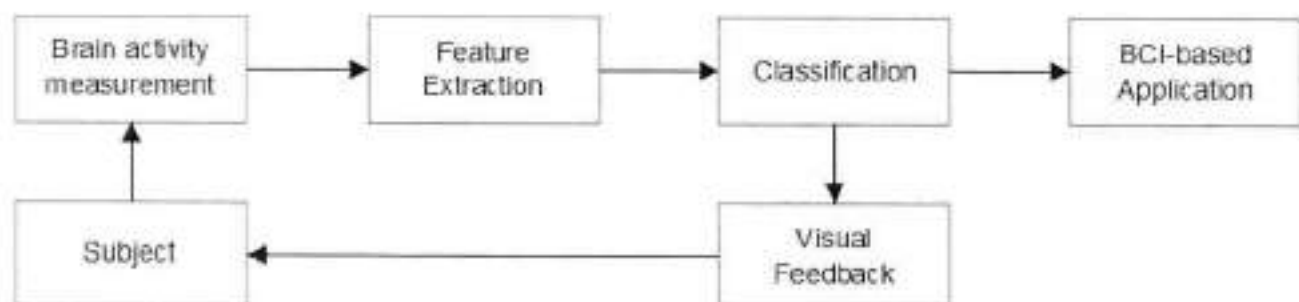 Brain activity
measurement
Feature
Extraction
Classification
BCI-based
Application
Subject
Visual
Feedback